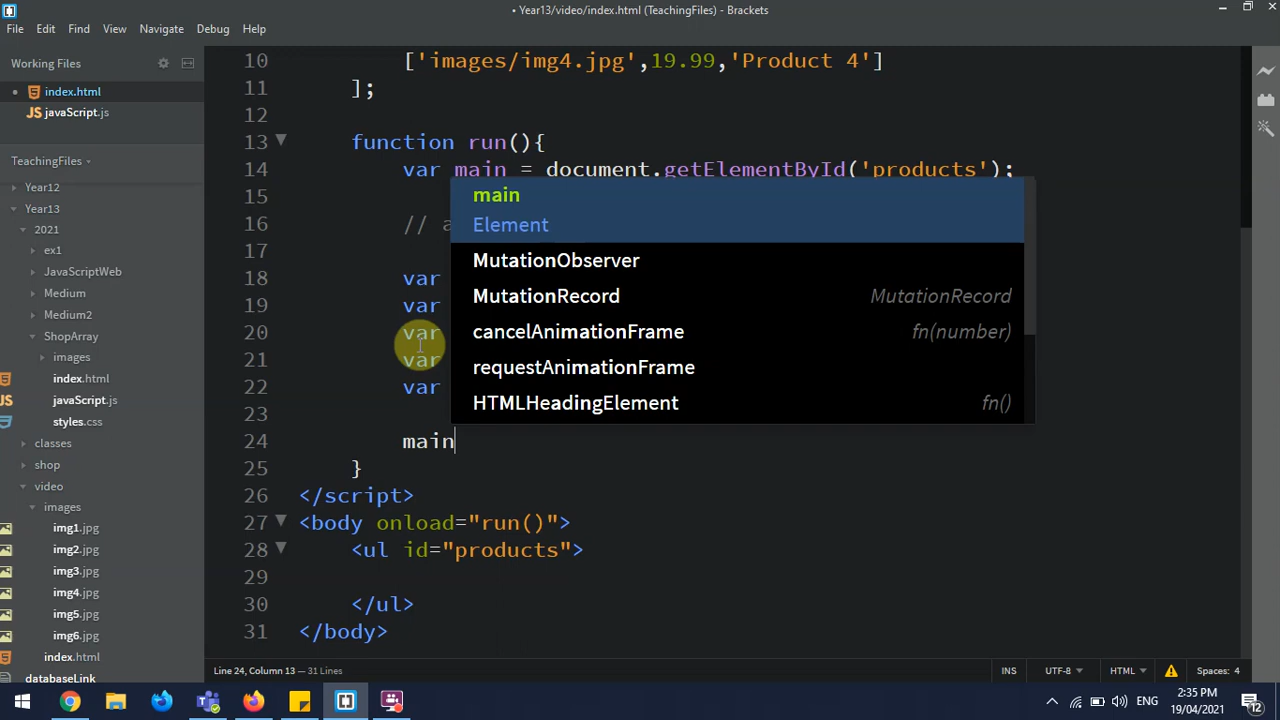 • Year13/video/index.html (TeachingFiles) - Brackets
File Edit Find View Navigate Debug Help
Working Files
index.html
javaScript.js
TeachingFiles
Year12
Year13
2021
ex1
JavaScriptWeb
Medium
Medium2
ShopArray
images
index.html
javaScript.js
styles.css
classes
shop
video
images
img1.jpg
img2.jpg
img3.jpg
img4.jpg
img5.jpg
img6.jpg
index.html
databaseLink
10 ['images/img4.jpg',19.99,'Product 4']
11 ];
12
13 function run(){
14 var main = document.getElementById('products');
15
16 // a
17
18 var
19 var
20 var
21 var
22 var
23
24 main
25 }
26 </script>
27 <body onload="run()">
28 <ul id="products">
29
30 </ul>
31 </body>
main
Element
MutationObserver
MutationRecord MutationRecord
cancelAnimationFrame fn(number)
requestAnimationFrame
HTMLHeadingElement fn()
Line 24, Column 13 — 31 Lines
INS UTF-8 HTML Spaces: 4
ENG 2:35 PM
19/04/2021
12